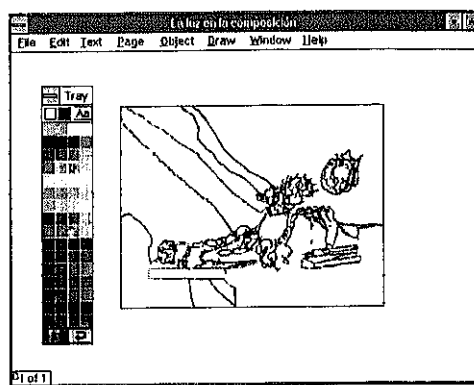 La luz en la composición
File Edit Text Page Object Draw Window Help
Tray
Aa
1 of 1